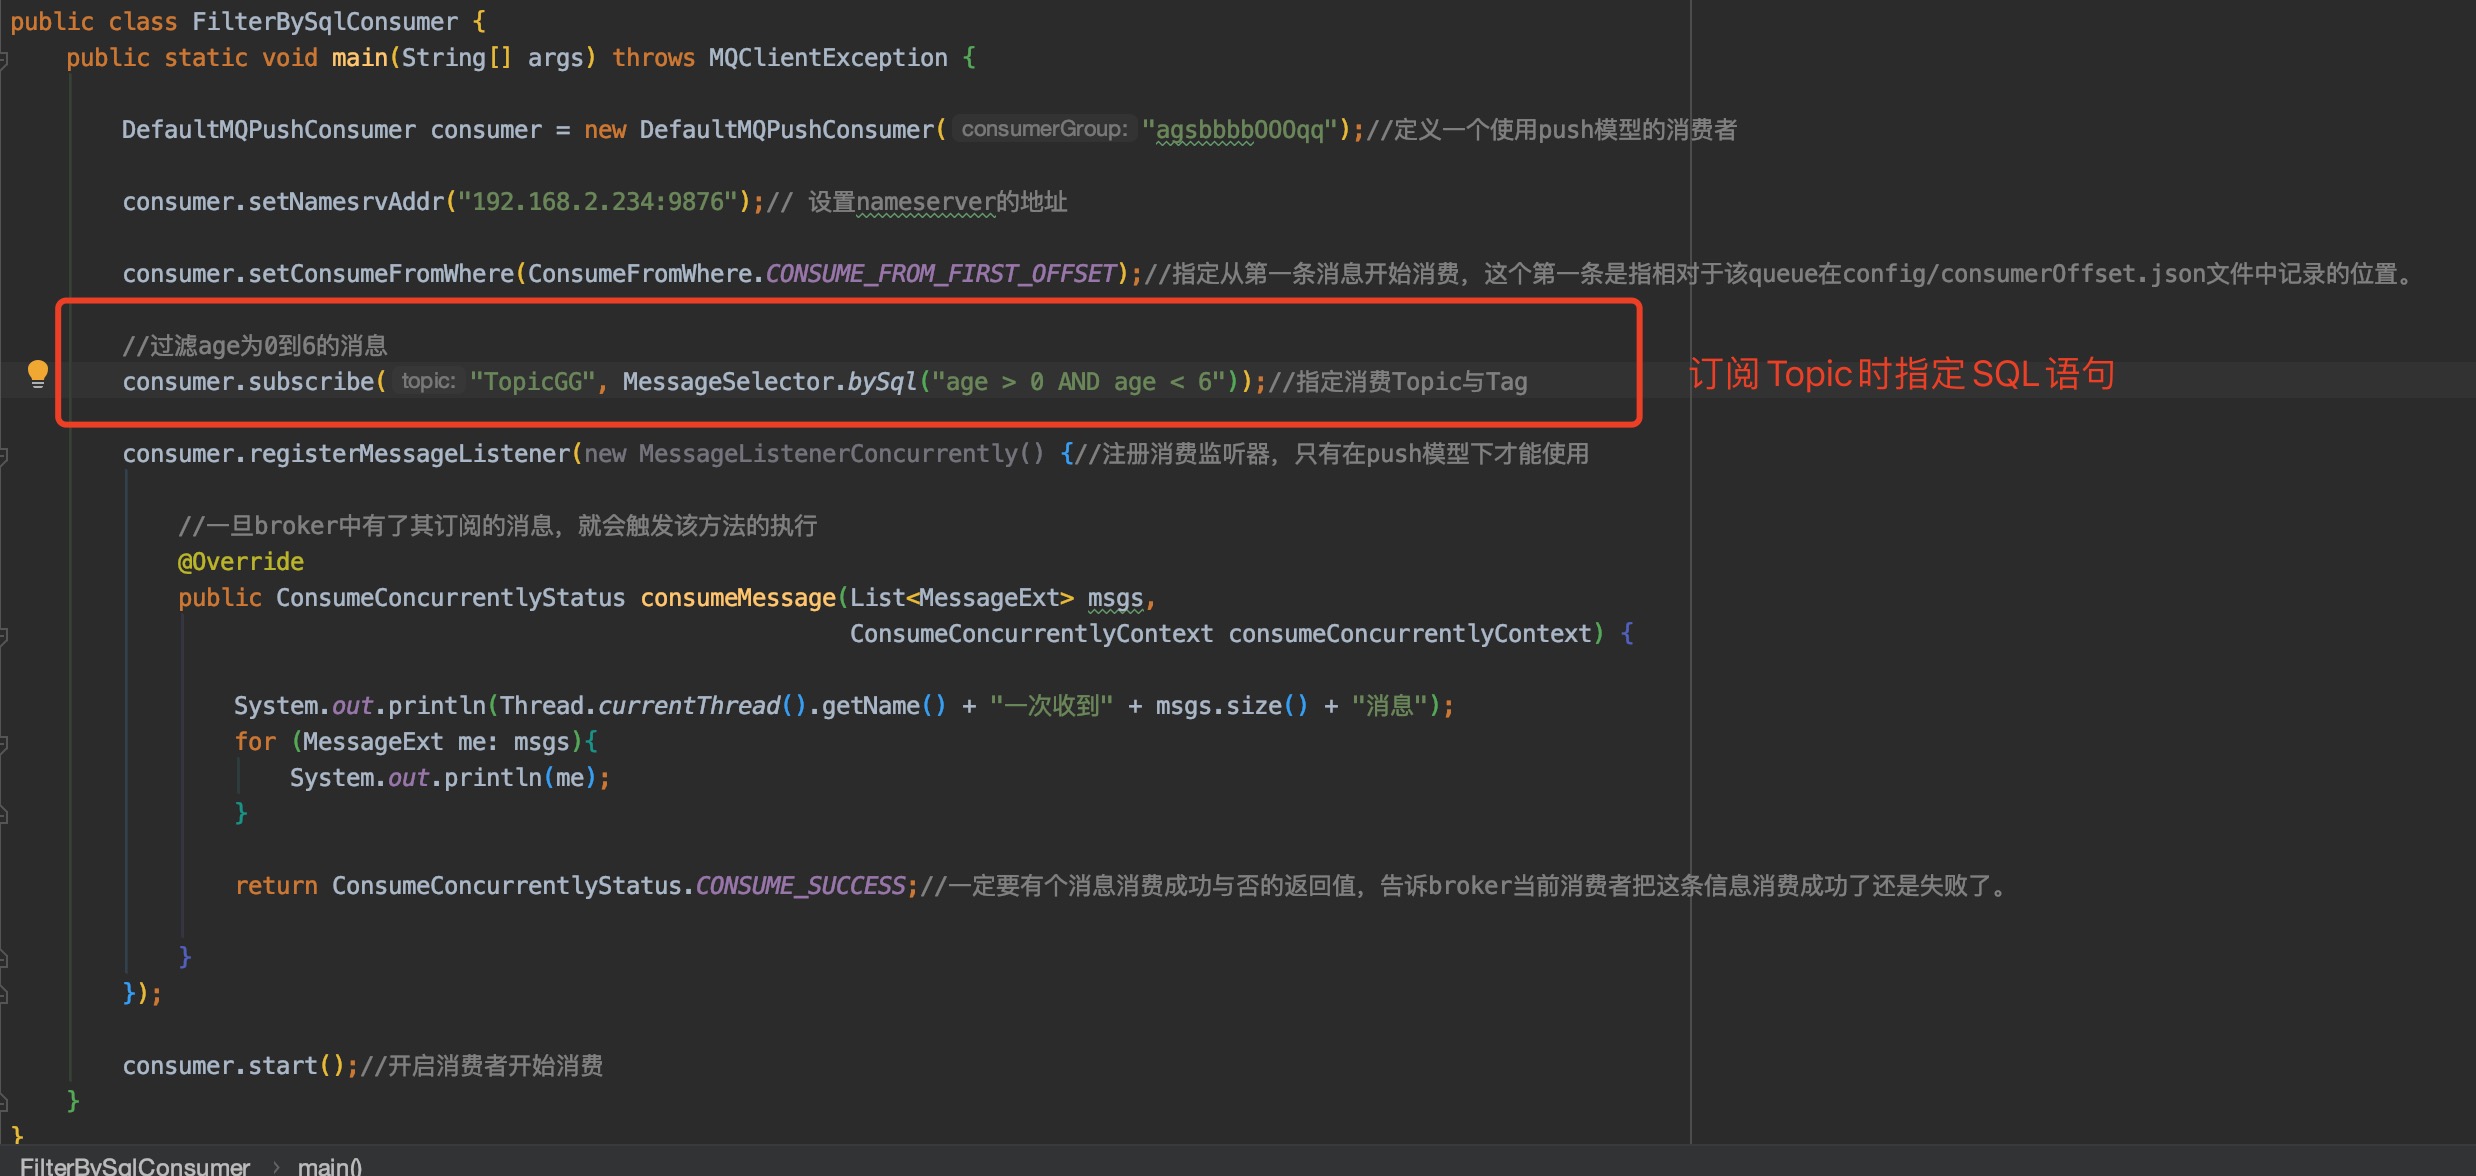 public class FilterBySqlConsumer {
public static void main(String[] args) throws MQClientException {
DefaultMQPushConsumer consumer = new DefaultMQPushConsumer( consumerGroup: "agsbbbbOOOqq");//定义一个使用push模型的消费者
consumer.setNamesrvAddr("192.168.2.234:9876");// 设置nameserver的地址
consumer.setConsumeFromWhere(ConsumeFromWhere.CONSUME_FROM_FIRST_OFFSET);//指定从第一条消息开始消费，这个第一条是指相对于该queue在config/consumerOffset.json文件中记录的位置。
//过滤age为0到6的消息
consumer.subscribe( topic: "TopicGG", MessageSelector.bySql("age > 0 AND age < 6"));//指定消费Topic与Tag
订阅Topic时指定SQL语句
consumer.registerMessageListener(new MessageListenerConcurrently() {//注册消费监听器，只有在push模型下才能使用
//一旦broker中有了其订阅的消息，就会触发该方法的执行
@Override
public ConsumeConcurrentlyStatus consumeMessage(List<MessageExt> msgs,
ConsumeConcurrentlyContext consumeConcurrentlyContext) {
System.out.println(Thread.currentThread().getName() + "一次收到" + msgs.size() + "消息");
for (MessageExt me: msgs){
System.out.println(me);
}
return ConsumeConcurrentlyStatus.CONSUME_SUCCESS;//一定要有个消息消费成功与否的返回值，告诉broker当前消费者把这条信息消费成功了还是失败了。
}
});
consumer.start();//开启消费者开始消费
}
}
FilterBySqlConsumer › main()